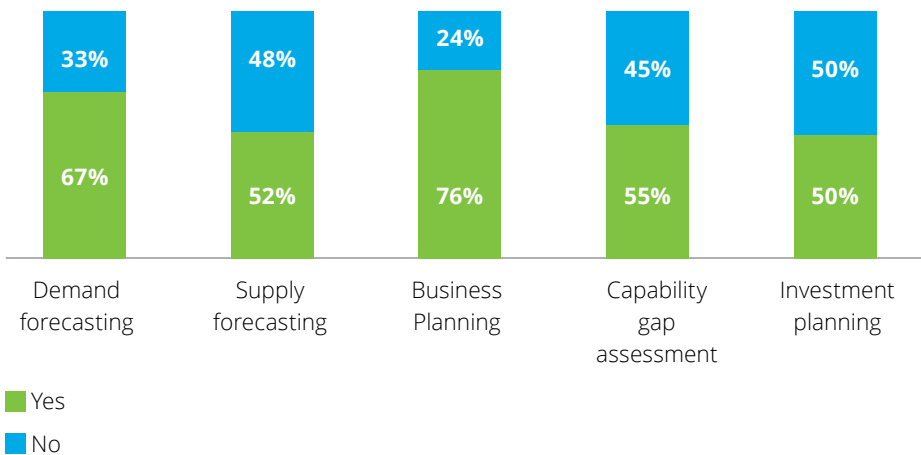 33%
48%
24%
45%
50%
67%
52%
76%
55%
50%
Demand
forecasting
Supply
forecasting
Business
Planning
Capability
gap
assessment
Investment
planning
Yes
No